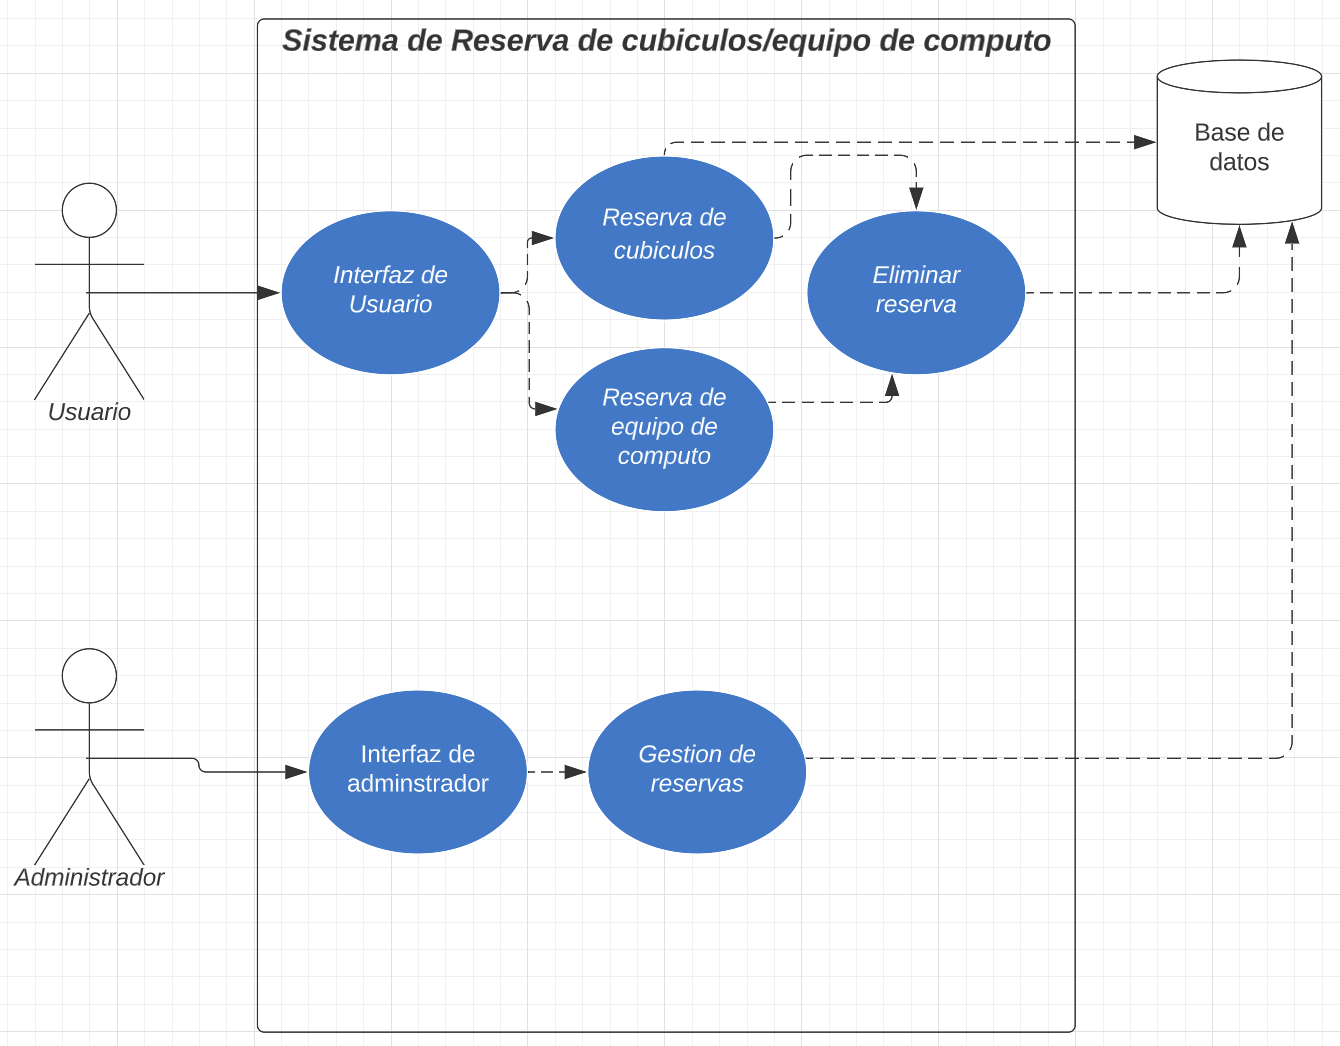 Sistema de Reserva de cubiculos/equipo de computo
Base de
datos
Reserva de
cubiculos
Interfaz de
Usuario
Eliminar
reserva
Usuario
Reserva de
equipo de
computo
Interfaz de
adminstrador
Gestion de
reservas
Administrador